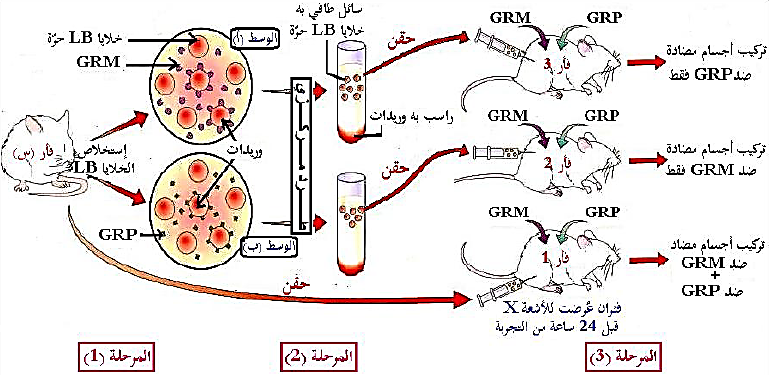 خلايا LB حرّة
GRM
الوسط (أ)
سائل طافي به
خلايا LB حرّة
حقن
GRM
GRP
فأر 3
تركيب أجسام مضادة
ضد GRP فقط
فأر (س)
إستخلاص
الخلايا LB
وريدات
راسب به وريدات
حقن
GRM
GRP
فأر 2
تركيب أجسام مضادة
ضد GRM فقط
GRP
الوسط (ب)
GRM
GRP
فأر 1
تركيب أجسام مضاد
ضد GRM
+
ضد GRP
حقن
فئران عُرضت للأشعة X
قبل 24 ساعة من التجربة
المرحلة (1)
المرحلة (2)
المرحلة (3)